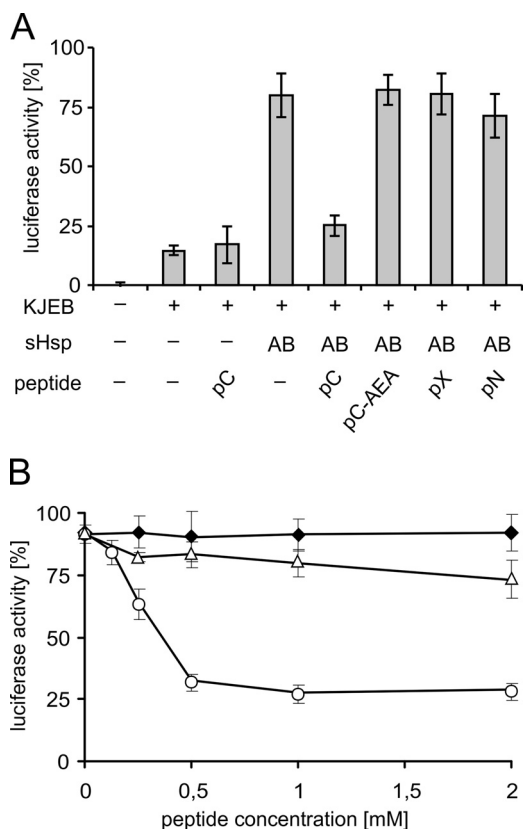 A
luciferase activity [%]
100
75
50
25
0
KJEB – + + + + + + +
sHsp – – – AB AB AB AB AB
peptide – – pC – pC pC-AEA pX pN
B
luciferase activity [%]
100
75
50
25
0
0 0,5 1 1,5 2
peptide concentration [mM]